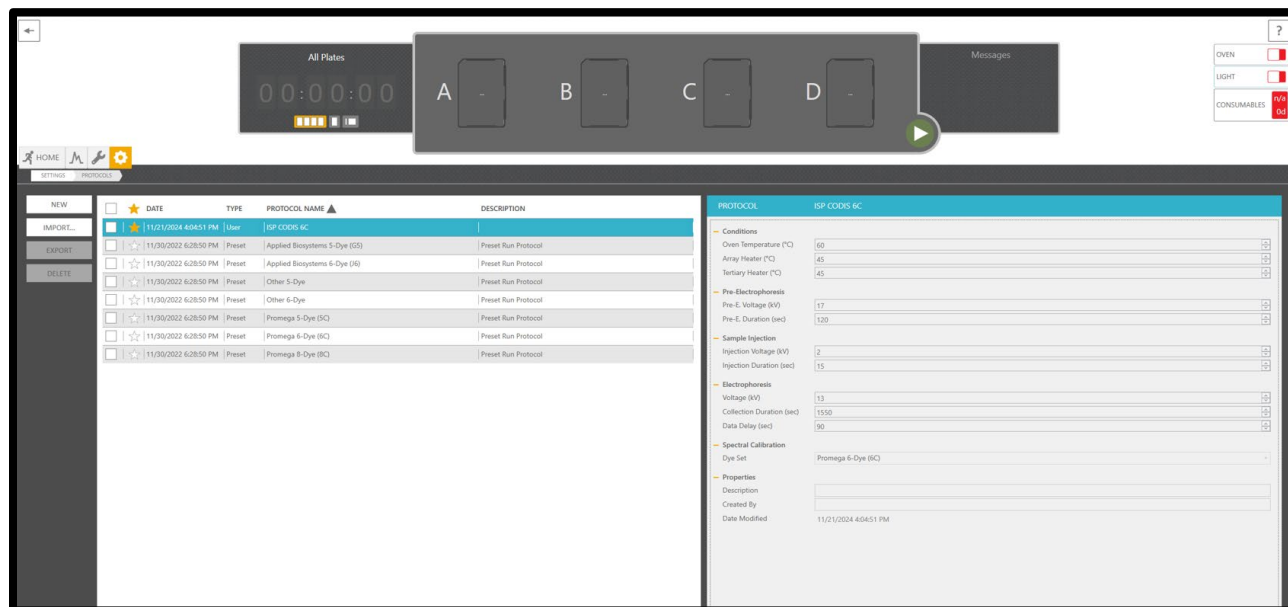 ?
All Plates
Messages
OVEN
LIGHT
CONSUMABLES n/a 0d
00:00:00
A - B - C - D -
HOME
SETTINGS PROTOCOLS
NEW
IMPORT...
EXPORT
DELETE
DATE TYPE PROTOCOL NAME DESCRIPTION
11/21/2024 4:04:51 PM User ISP CODIS 6C
11/30/2022 6:28:50 PM Preset Applied Biosystems 5-Dye (G5) Preset Run Protocol
11/30/2022 6:28:50 PM Preset Applied Biosystems 6-Dye (J6) Preset Run Protocol
11/30/2022 6:28:50 PM Preset Other 5-Dye Preset Run Protocol
11/30/2022 6:28:50 PM Preset Other 6-Dye Preset Run Protocol
11/30/2022 6:28:50 PM Preset Promega 5-Dye (5C) Preset Run Protocol
11/30/2022 6:28:50 PM Preset Promega 6-Dye (6C) Preset Run Protocol
11/30/2022 6:28:50 PM Preset Promega 8-Dye (8C) Preset Run Protocol
PROTOCOL ISP CODIS 6C
Conditions
Oven Temperature (°C) 60
Array Heater (°C) 45
Tertiary Heater (°C) 45
Pre-Electrophoresis
Pre-E. Voltage (kV) 17
Pre-E. Duration (sec) 120
Sample Injection
Injection Voltage (kV) 2
Injection Duration (sec) 15
Electrophoresis
Voltage (kV) 13
Collection Duration (sec) 1550
Data Delay (sec) 90
Spectral Calibration
Dye Set Promega 6-Dye (6C)
Properties
Description
Created By
Date Modified 11/21/2024 4:04:51 PM